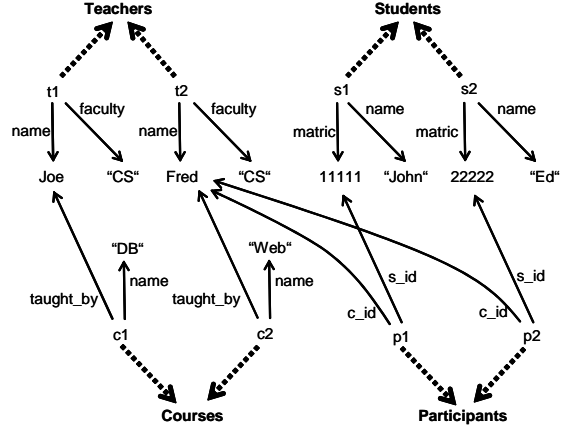 Teachers Students
t1 t2 s1 s2
faculty faculty name name
name name matric matric
Joe “CS“ Fred “CS“ 11111 “John“ 22222 “Ed“
“DB“ “Web“
name name s_id s_id
taught_by taught_by c_id c_id
c1 c2 p1 p2
Courses Participants